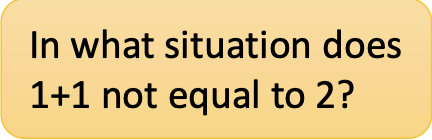 In what situation does
1+1 not equal to 2?